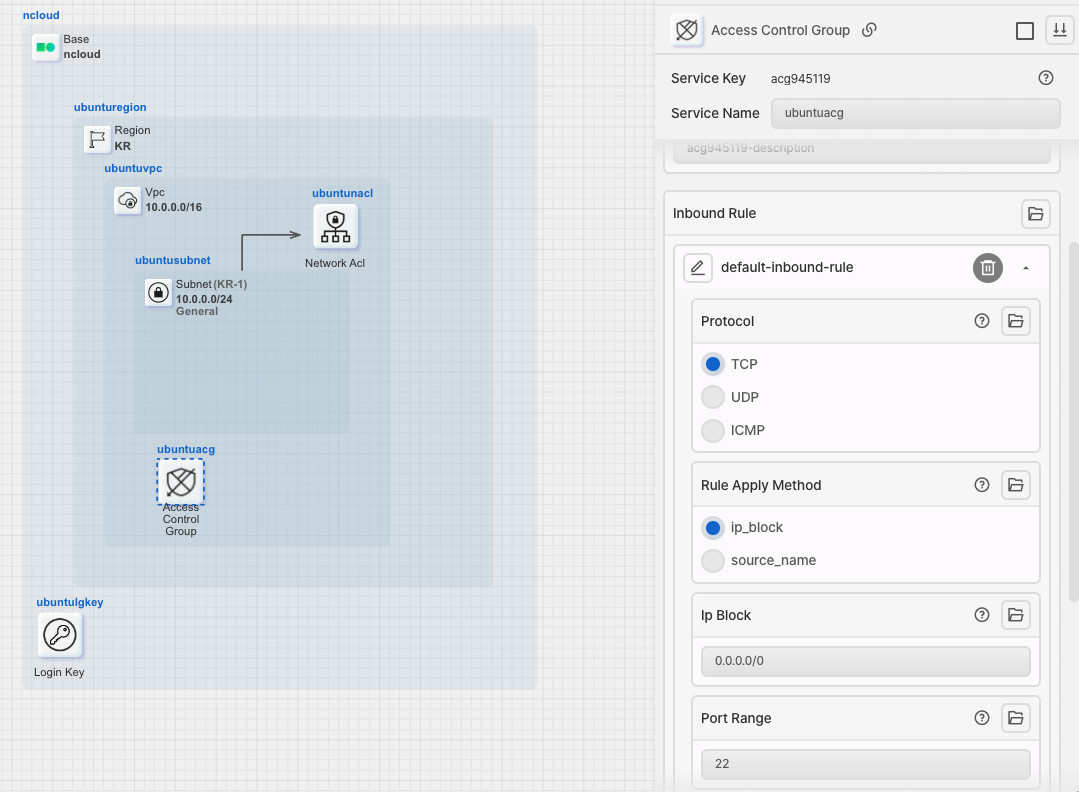 ncloud
Base
ncloud
ubunturegion
Region
KR
ubuntuvpc
Vpc
10.0.0.0/16
ubuntunacl
Network Acl
ubuntusubnet
Subnet (KR-1)
10.0.0.0/24
General
ubuntuacg
Access
Control
Group
ubuntulgkey
Login Key
Access Control Group
Service Key acg945119
Service Name ubuntuacg
acg945119-description
Inbound Rule
default-inbound-rule
Protocol
TCP
UDP
ICMP
Rule Apply Method
ip_block
source_name
Ip Block
0.0.0.0/0
Port Range
22